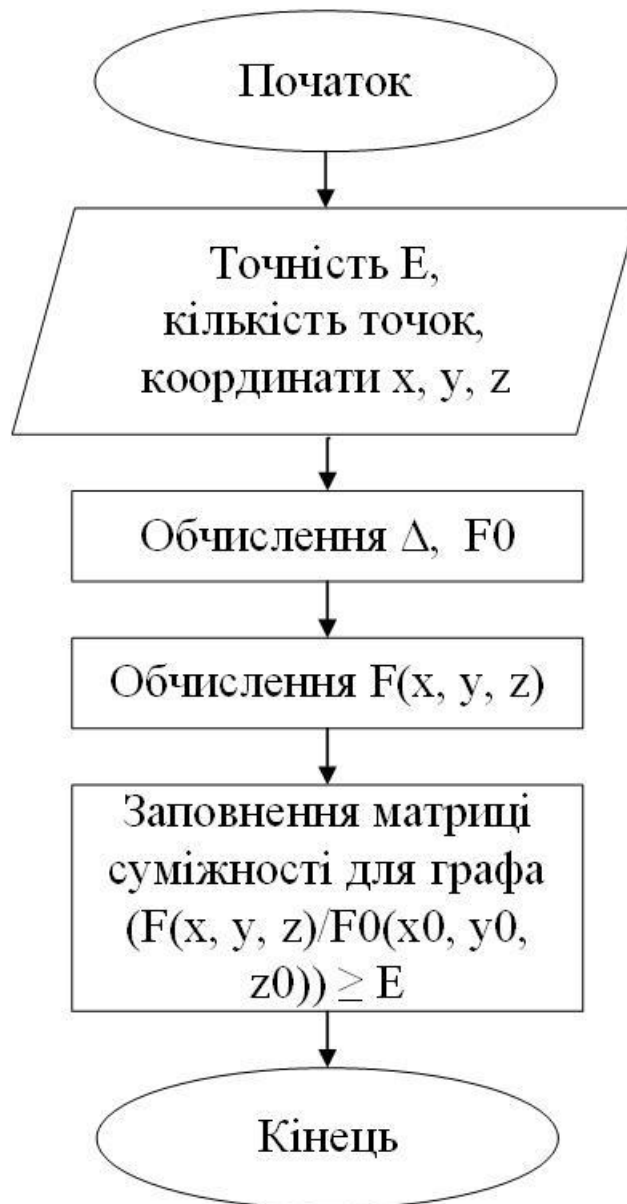 Початок
Точність E,
кількість точок,
координати x, y, z
Обчислення Δ, F0
Обчислення F(x, y, z)
Заповнення матриці
суміжності для графа
(F(x, y, z)/F0(x0, y0,
z0)) ≥ E
Кінець